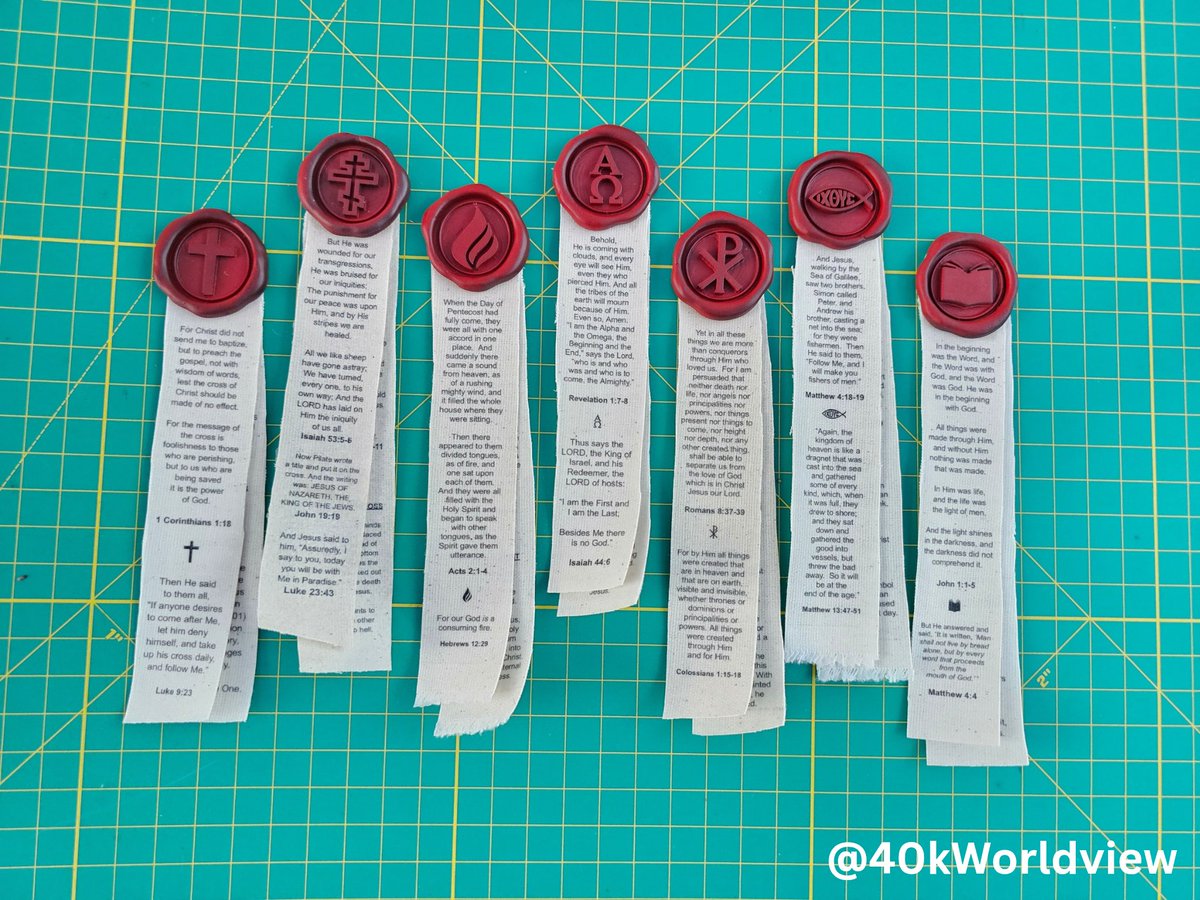 For Christ did not
send me to baptize,
but to preach the
gospel, not with
wisdom of words,
lest the cross of
Christ should be
made of no effect.
For the message of
the cross is
foolishness to those
who are perishing,
but to us who are
being saved
it is the power
of God.
1 Corinthians 1:18
Then He said
to them all,
"If anyone desires
to come After Me,
let him deny
himself, and take
up his cross daily,
and follow Me."
Luke 9:23
One.
But He was
wounded for our
transgressions,
He was bruised for
our iniquities;
The punishment for
our peace was upon
Him, and by His
stripes we are
healed.
All we like sheep
have gone astray;
We have turned,
every one, to his
own way; And the
LORD has laid on
Him the iniquity
of us all.
Isaiah 53:5-6
Now Pilate wrote
a title and put it on the
cross. And the writing
was: JESUS OF
NAZARETH, THE
KING OF THE JEWS.
John 19:19
And Jesus said to
him, "Assuredly, I
say to you, today
you will be with
Me in Paradise."
Luke 23:43
When the Day of
Pentecost had
fully come, they
were all with one
accord in one
place. And
suddenly there
came a sound
from heaven, as
of a rushing
mighty wind, and
it filled the whole
house where they
were sitting.
Then there
appeared to them
divided tongues,
as of fire, and
one sat upon
each of them.
And they were all
filled with the
Holy Spirit and
began to speak
with other
tongues, as the
Spirit gave them
utterance.
Acts 2:1-4
For our God is a
consuming fire.
Hebrews 12:29
Α
Ω
Behold,
He is coming with
clouds, and every
eye will see Him,
even they who
pierced Him. And all
the tribes of the
earth will mourn
because of Him.
Even so, Amen.
"I am the Alpha and
the Omega, the
Beginning and the
End," says the Lord,
"who is and who
was and who is to
come, the Almighty."
Revelation 1:7-8
Α
Ω
Thus says the
LORD, the King of
Israel, and his
Redeemer, the
LORD of hosts:
"I am the First and
I am the Last;
Besides Me there
is no God."
Isaiah 44:6
Jesus.
Yet in all these
things we are more
than conquerors
through Him who
loved us. For I am
persuaded that
neither death nor
life, nor angels nor
principalities nor
powers, nor things
present nor things to
come, nor height
nor depth, nor any
other created thing,
shall be able to
separate us from
the love of God
which is in Christ
Jesus our Lord.
Romans 8:37-39
For by Him all things
were created that
are in heaven and
that are on earth,
visible and invisible,
whether thrones or
dominions or
principalities or
powers. All things
were created
through Him
and for Him.
Colossians 1:15-18
ΙΧΘΥΣ
And Jesus,
walking by the
Sea of Galilee,
saw two brothers,
Simon called
Peter, and
Andrew his
brother, casting a
net into the sea;
for they were
fishermen. Then
He said to them,
"Follow Me, and I
will make you
fishers of men."
Matthew 4:18-19
"Again, the
kingdom of
heaven is like a
dragnet that was
cast into the sea
and gathered
some of every
kind, which, when
it was full, they
drew to shore;
and they sat
down and
gathered the
good into
vessels, but
threw the bad
away. So it will
be at the
end of the age."
Matthew 13:47-51
In the beginning
was the Word, and
the Word was with
God, and the Word
was God. He was
in the beginning
with God.
All things were
made through Him,
and without Him
nothing was made
that was made.
In Him was life,
and the life was
the light of men.
And the light shines
in the darkness, and
the darkness did not
comprehend it.
John 1:1-5
But He answered and
said, "It is written, 'Man
shall not live by bread
alone, but by every
word that proceeds
from the
mouth of God.'"
Matthew 4:4
1"
2"
@40kWorldview